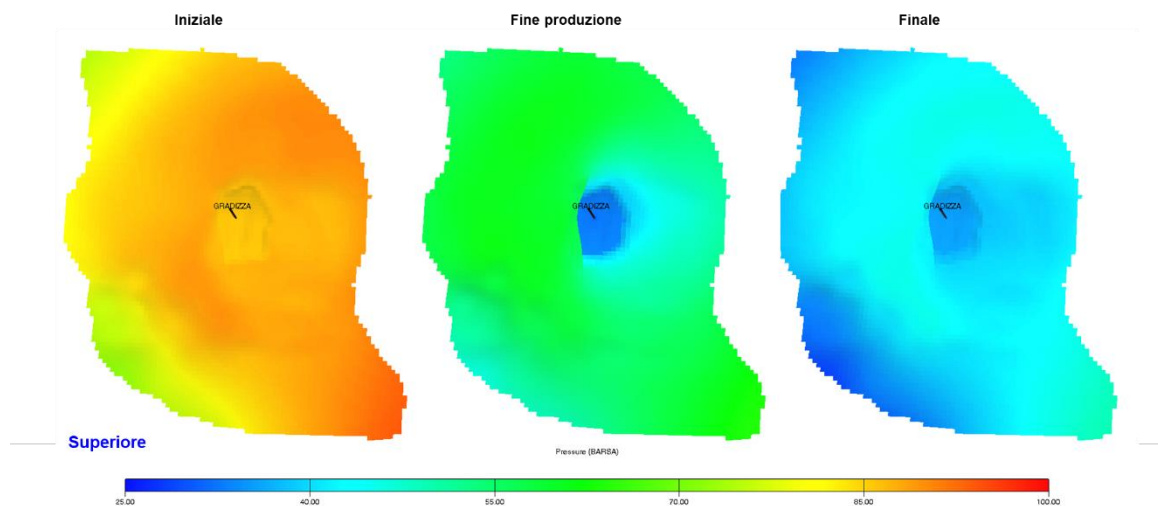 Iniziale
Fine produzione
Finale
GRADIZZA
GRADIZZA
GRADIZZA
Superiore
Pressure (BARSA)
25.00 40.00 55.00 70.00 85.00 100.00